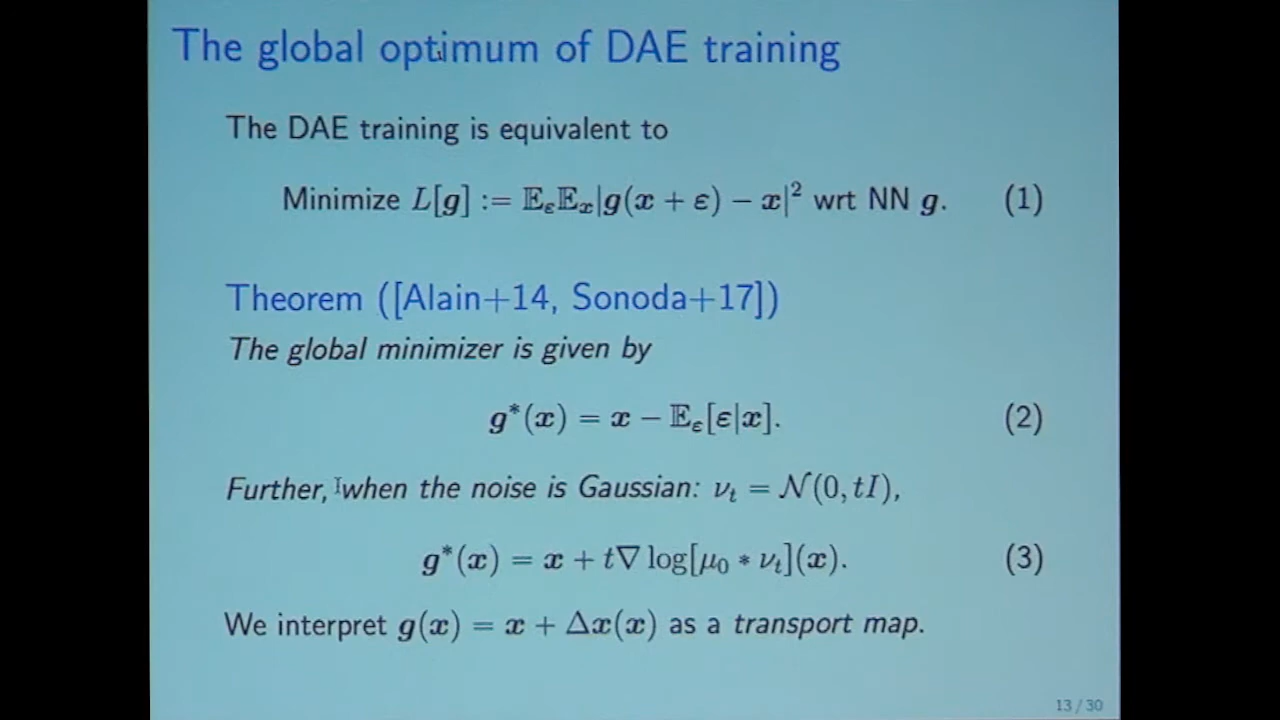 The global optimum of DAE training
The DAE training is equivalent to
Minimize L[g] := 𝔼_ε𝔼_x|g(x + ε) − x|² wrt NN g. (1)
Theorem ([Alain+14, Sonoda+17])
The global minimizer is given by
g*(x) = x − 𝔼_ε[ε|x]. (2)
Further, when the noise is Gaussian: ν_t = 𝒩(0, tI),
g*(x) = x + t∇ log[μ₀ * ν_t](x). (3)
We interpret g(x) = x + Δx(x) as a transport map.
13 / 30